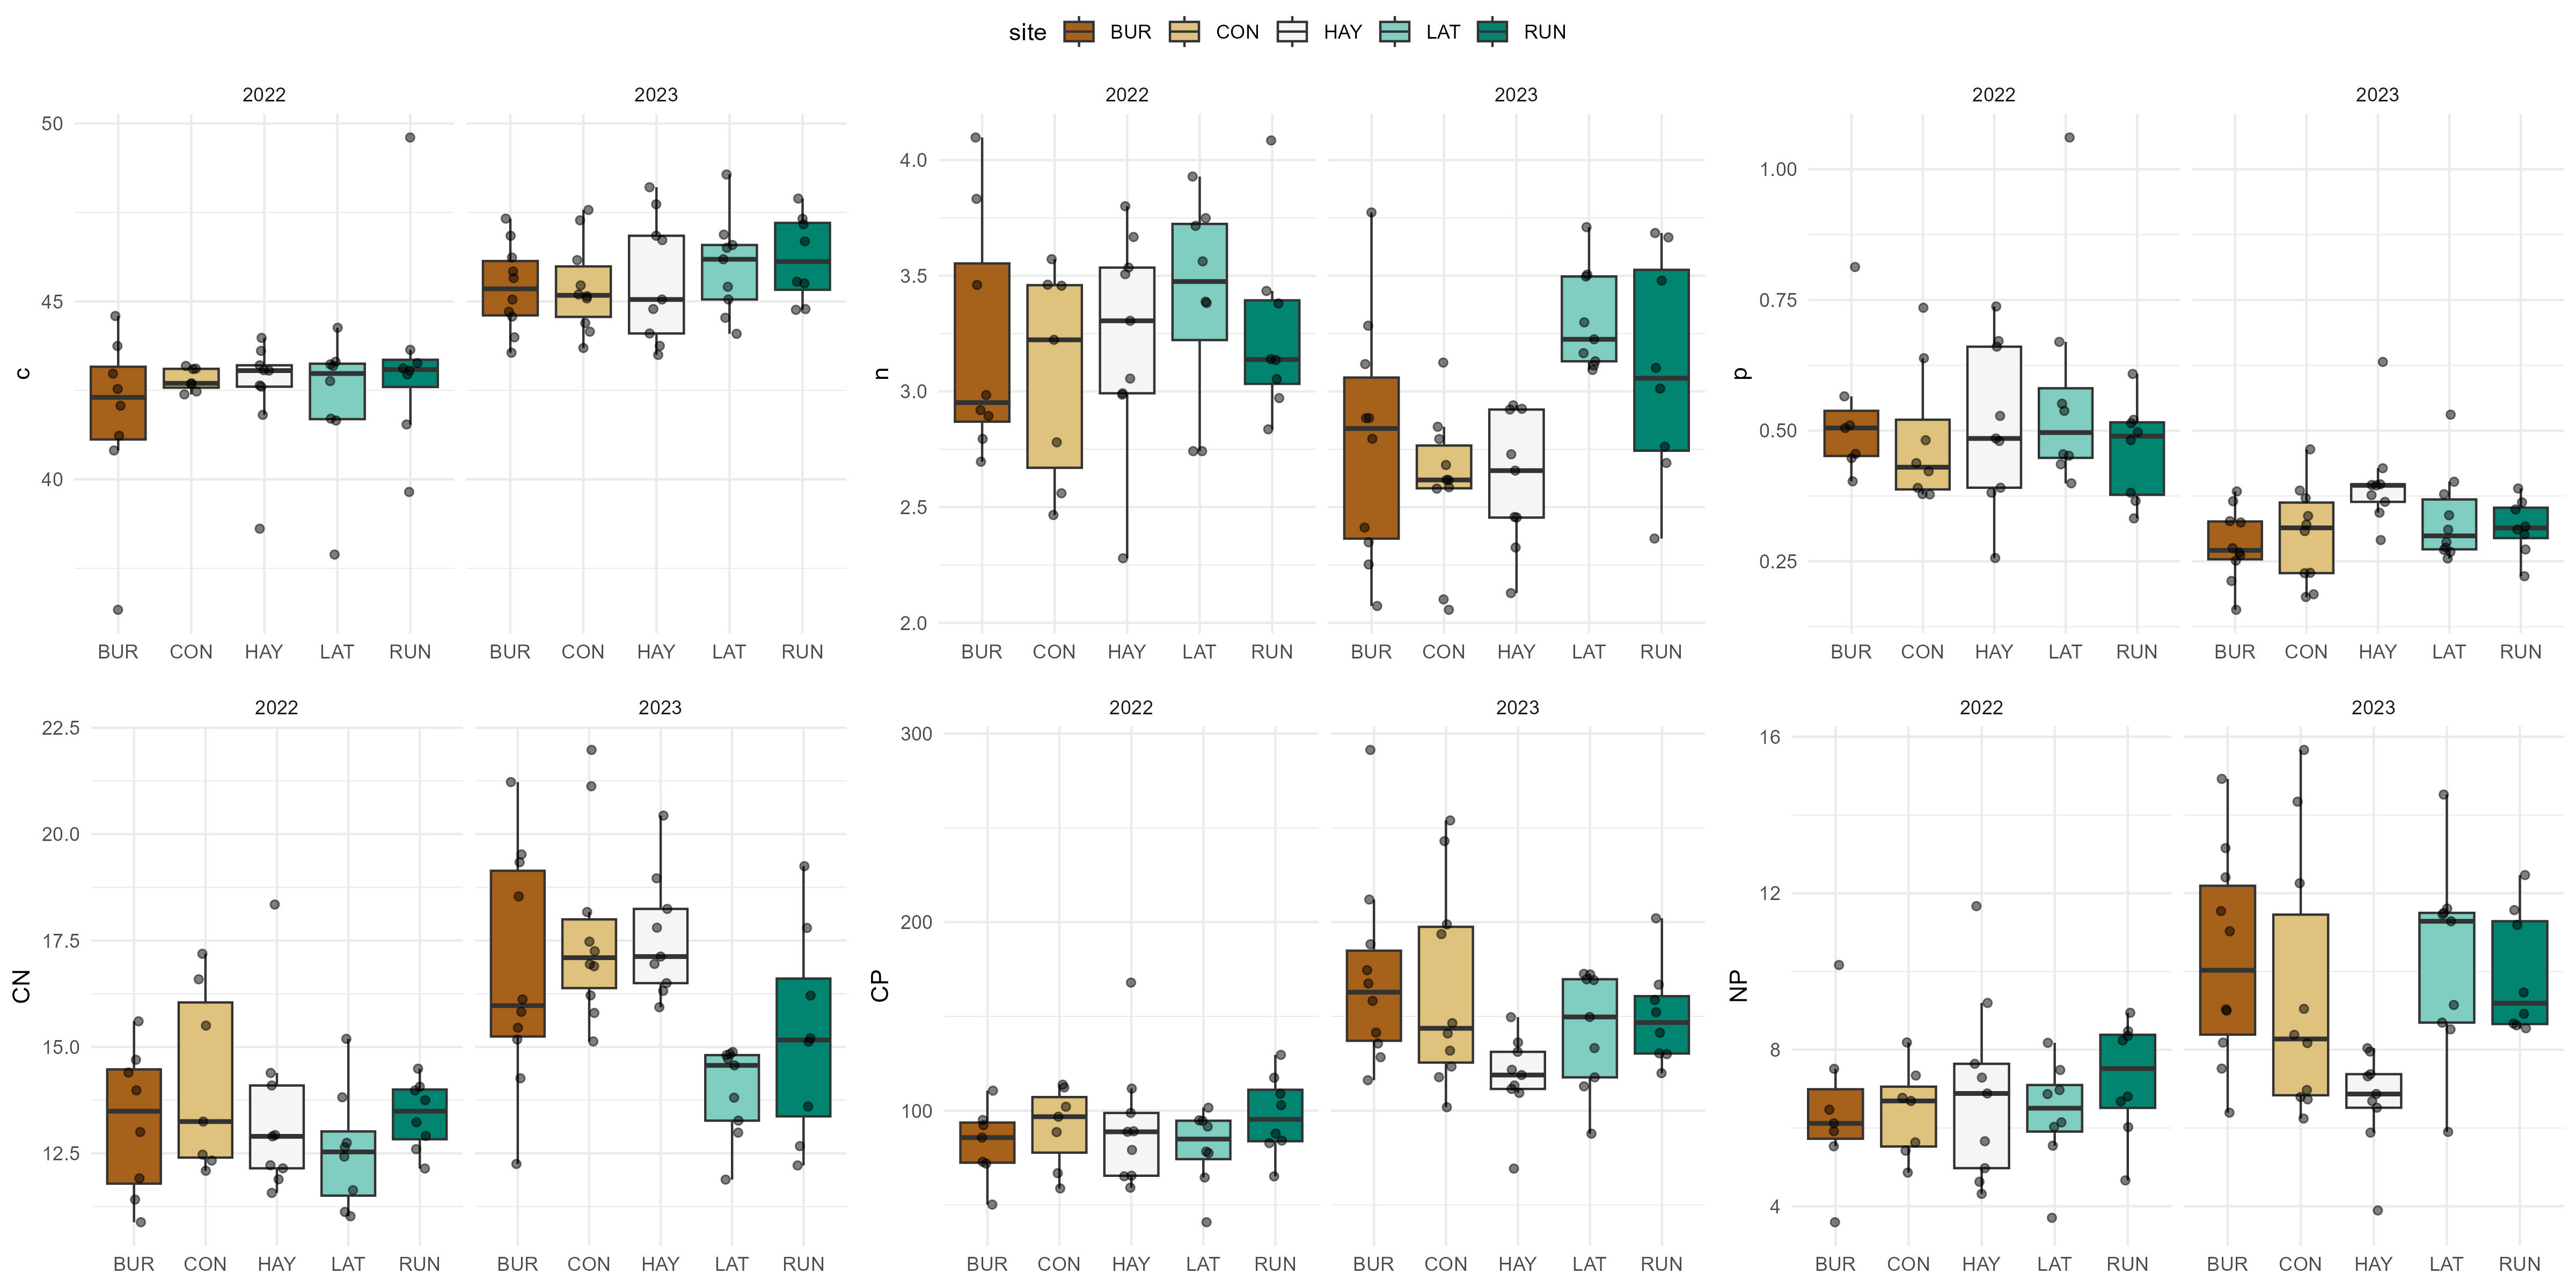 site BUR CON HAY LAT RUN
2022 2023
50
45
40
c
BUR CON HAY LAT RUN BUR CON HAY LAT RUN
2022 2023
4.0
3.5
3.0
2.5
2.0
n
BUR CON HAY LAT RUN BUR CON HAY LAT RUN
2022 2023
1.00
0.75
0.50
0.25
p
BUR CON HAY LAT RUN BUR CON HAY LAT RUN
2022 2023
22.5
20.0
17.5
15.0
12.5
CN
BUR CON HAY LAT RUN BUR CON HAY LAT RUN
2022 2023
300
200
100
CP
BUR CON HAY LAT RUN BUR CON HAY LAT RUN
2022 2023
16
12
8
4
NP
BUR CON HAY LAT RUN BUR CON HAY LAT RUN